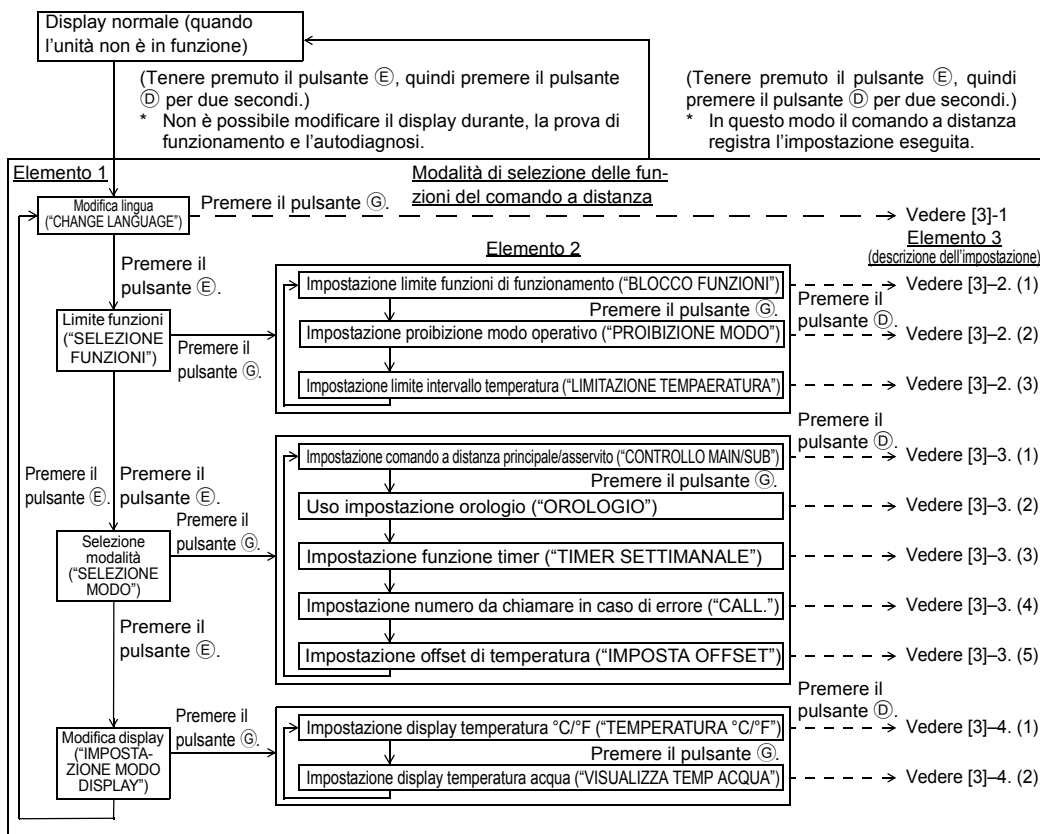 Display normale (quando
l'unità non è in funzione)
(Tenere premuto il pulsante Ⓔ, quindi premere il pulsante
Ⓓ per due secondi.)
* Non è possibile modificare il display durante, la prova di
funzionamento e l'autodiagnosi.
(Tenere premuto il pulsante Ⓔ, quindi
premere il pulsante Ⓓ per due secondi.)
* In questo modo il comando a distanza
registra l'impostazione eseguita.
Elemento 1
Modalità di selezione delle fun-
zioni del comando a distanza
Modifica lingua
("CHANGE LANGUAGE")
Premere il pulsante Ⓖ.
Vedere [3]-1
Elemento 2
Elemento 3
(descrizione dell'impostazione)
Premere il
pulsante Ⓔ.
Limite funzioni
("SELEZIONE
FUNZIONI")
Premere il
pulsante Ⓖ.
Impostazione limite funzioni di funzionamento ("BLOCCO FUNZIONI")
Premere il pulsante Ⓖ.
Impostazione proibizione modo operativo ("PROIBIZIONE MODO")
Impostazione limite intervallo temperatura ("LIMITAZIONE TEMPAERATURA")
Premere il
pulsante Ⓓ.
Vedere [3]–2. (1)
Vedere [3]–2. (2)
Vedere [3]–2. (3)
Premere il
pulsante Ⓔ.
Premere il
pulsante Ⓔ.
Selezione
modalità
("SELEZIONE
MODO")
Premere il
pulsante Ⓖ.
Impostazione comando a distanza principale/asservito ("CONTROLLO MAIN/SUB")
Premere il pulsante Ⓖ.
Uso impostazione orologio ("OROLOGIO")
Impostazione funzione timer ("TIMER SETTIMANALE")
Impostazione numero da chiamare in caso di errore ("CALL.")
Impostazione offset di temperatura ("IMPOSTA OFFSET")
Premere il
pulsante Ⓓ.
Vedere [3]–3. (1)
Vedere [3]–3. (2)
Vedere [3]–3. (3)
Vedere [3]–3. (4)
Vedere [3]–3. (5)
Premere il
pulsante Ⓔ.
Modifica display
("IMPOSTA-
ZIONE MODO
DISPLAY")
Premere il
pulsante Ⓖ.
Impostazione display temperatura °C/°F ("TEMPERATURA °C/°F")
Premere il pulsante Ⓖ.
Impostazione display temperatura acqua ("VISUALIZZA TEMP ACQUA")
Premere il
pulsante Ⓓ.
Vedere [3]–4. (1)
Vedere [3]–4. (2)